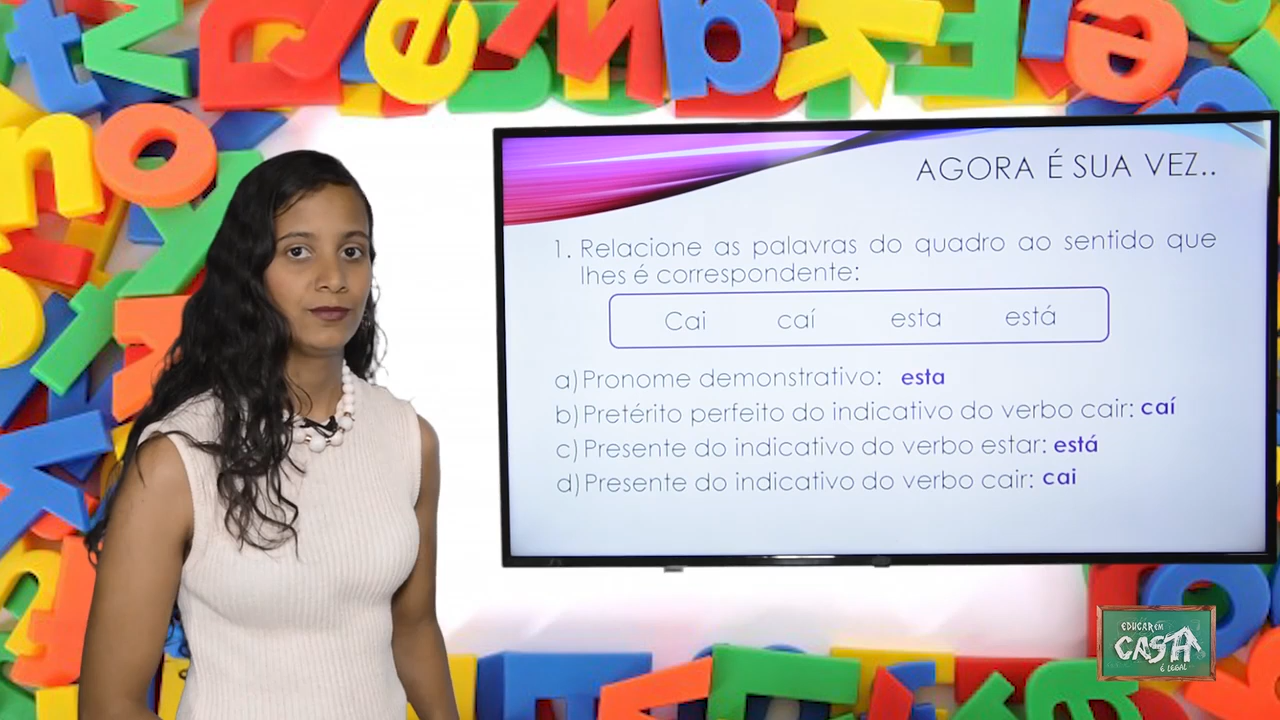 AGORA É SUA VEZ..
1. Relacione as palavras do quadro ao sentido que
lhes é correspondente:
Cai caí esta está
a) Pronome demonstrativo: esta
b) Pretérito perfeito do indicativo do verbo cair: caí
c) Presente do indicativo do verbo estar: está
d) Presente do indicativo do verbo cair: cai
EDUCAR EM
CASA
É LEGAL